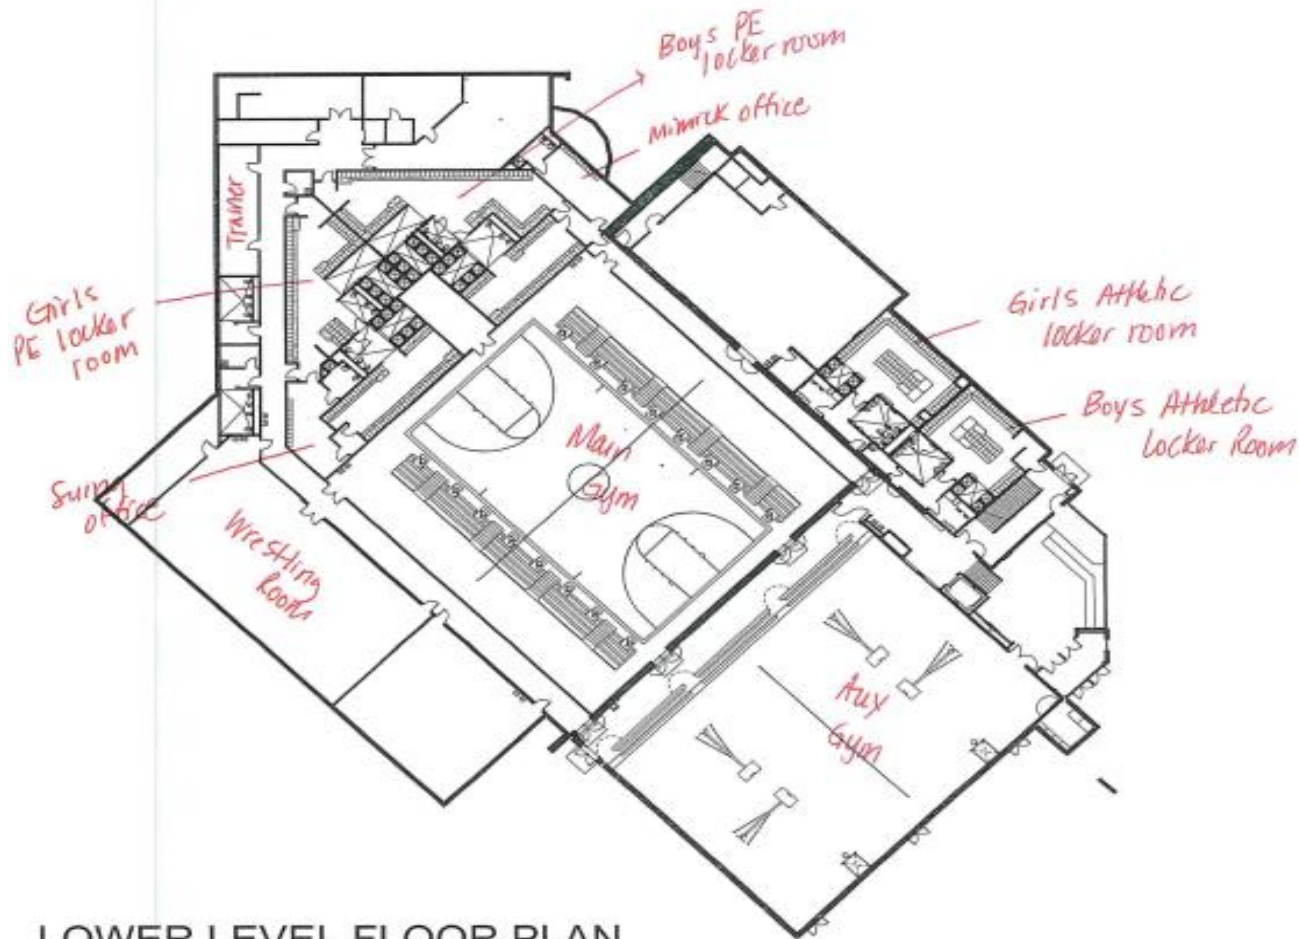 Boys PE
locker room
Mimick office
Trainer
Girls
PE locker
room
Girls Athletic
locker room
Boys Athletic
Locker Room
Main
Gym
office
Wrestling
Room
Aux
Gym
LOWER LEVEL FLOOR PLAN